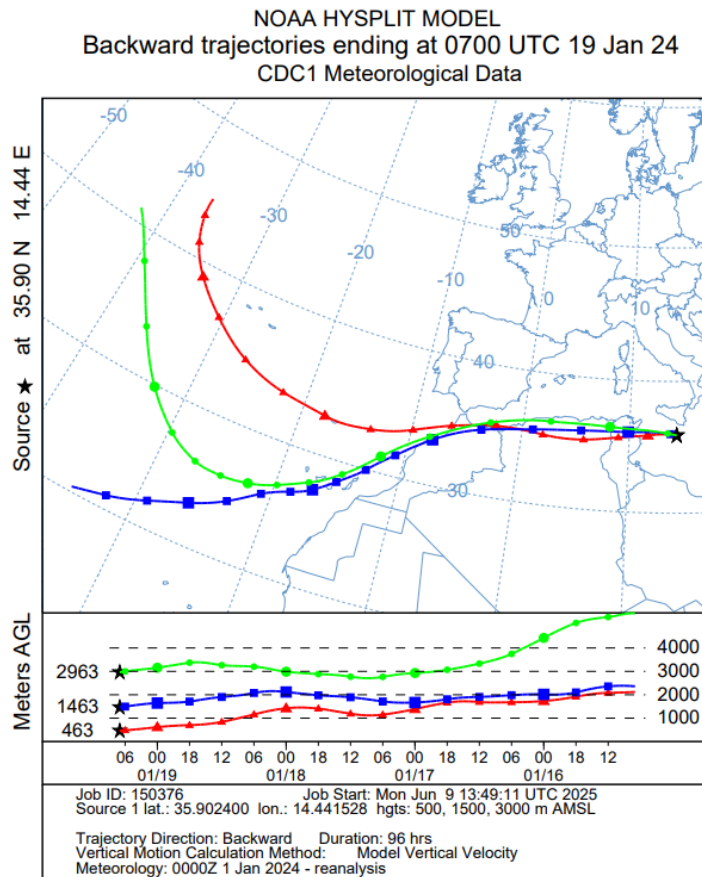 NOAA HYSPLIT MODEL
Backward trajectories ending at 0700 UTC 19 Jan 24
CDC1 Meteorological Data
Source ★ at 35.90 N 14.44 E
-50
-40
-30
-20
-10
0
10
50
40
30
Meters AGL
2963
1463
463
4000
3000
2000
1000
06 00 18 12 06 00 18 12 06 00 18 12 06 00 18 12
01/19 01/18 01/17 01/16
Job ID: 150376 Job Start: Mon Jun 9 13:49:11 UTC 2025
Source 1 lat.: 35.902400 lon.: 14.441528 hgts: 500, 1500, 3000 m AMSL
Trajectory Direction: Backward Duration: 96 hrs
Vertical Motion Calculation Method: Model Vertical Velocity
Meteorology: 0000Z 1 Jan 2024 - reanalysis